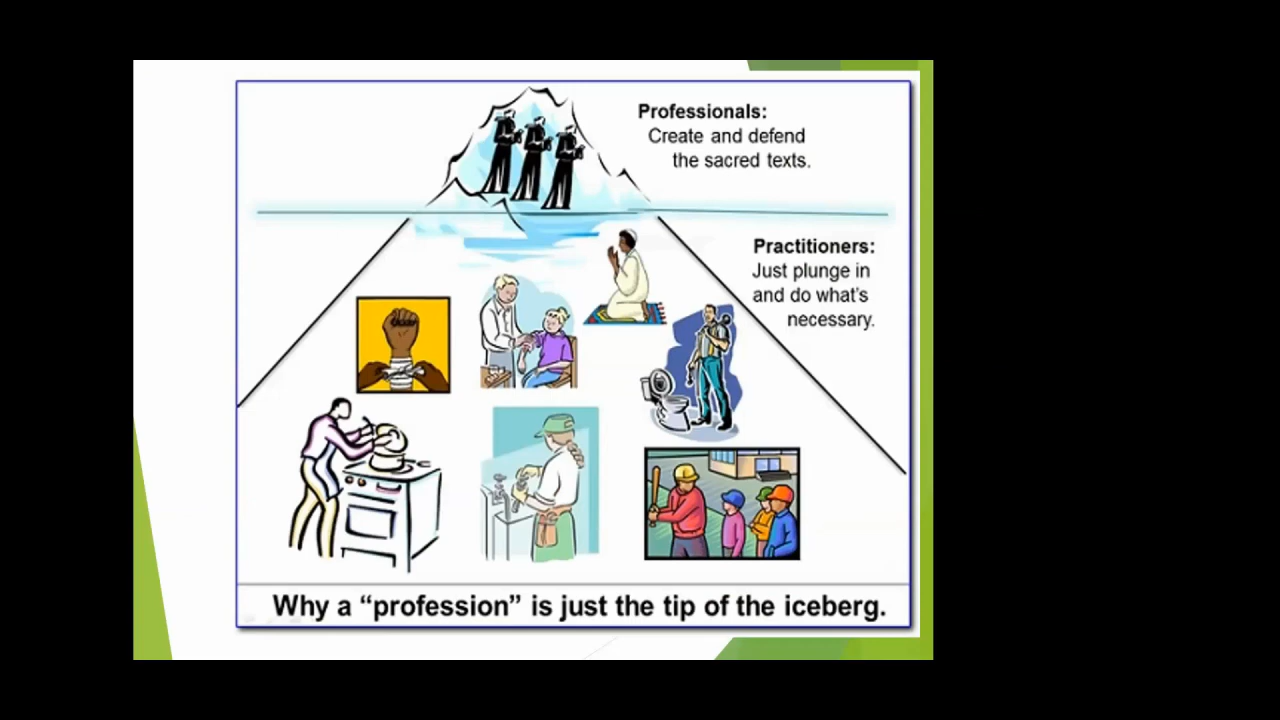 Professionals:
Create and defend
the sacred texts.
Practitioners:
Just plunge in
and do what's
necessary.
Why a “profession” is just the tip of the iceberg.